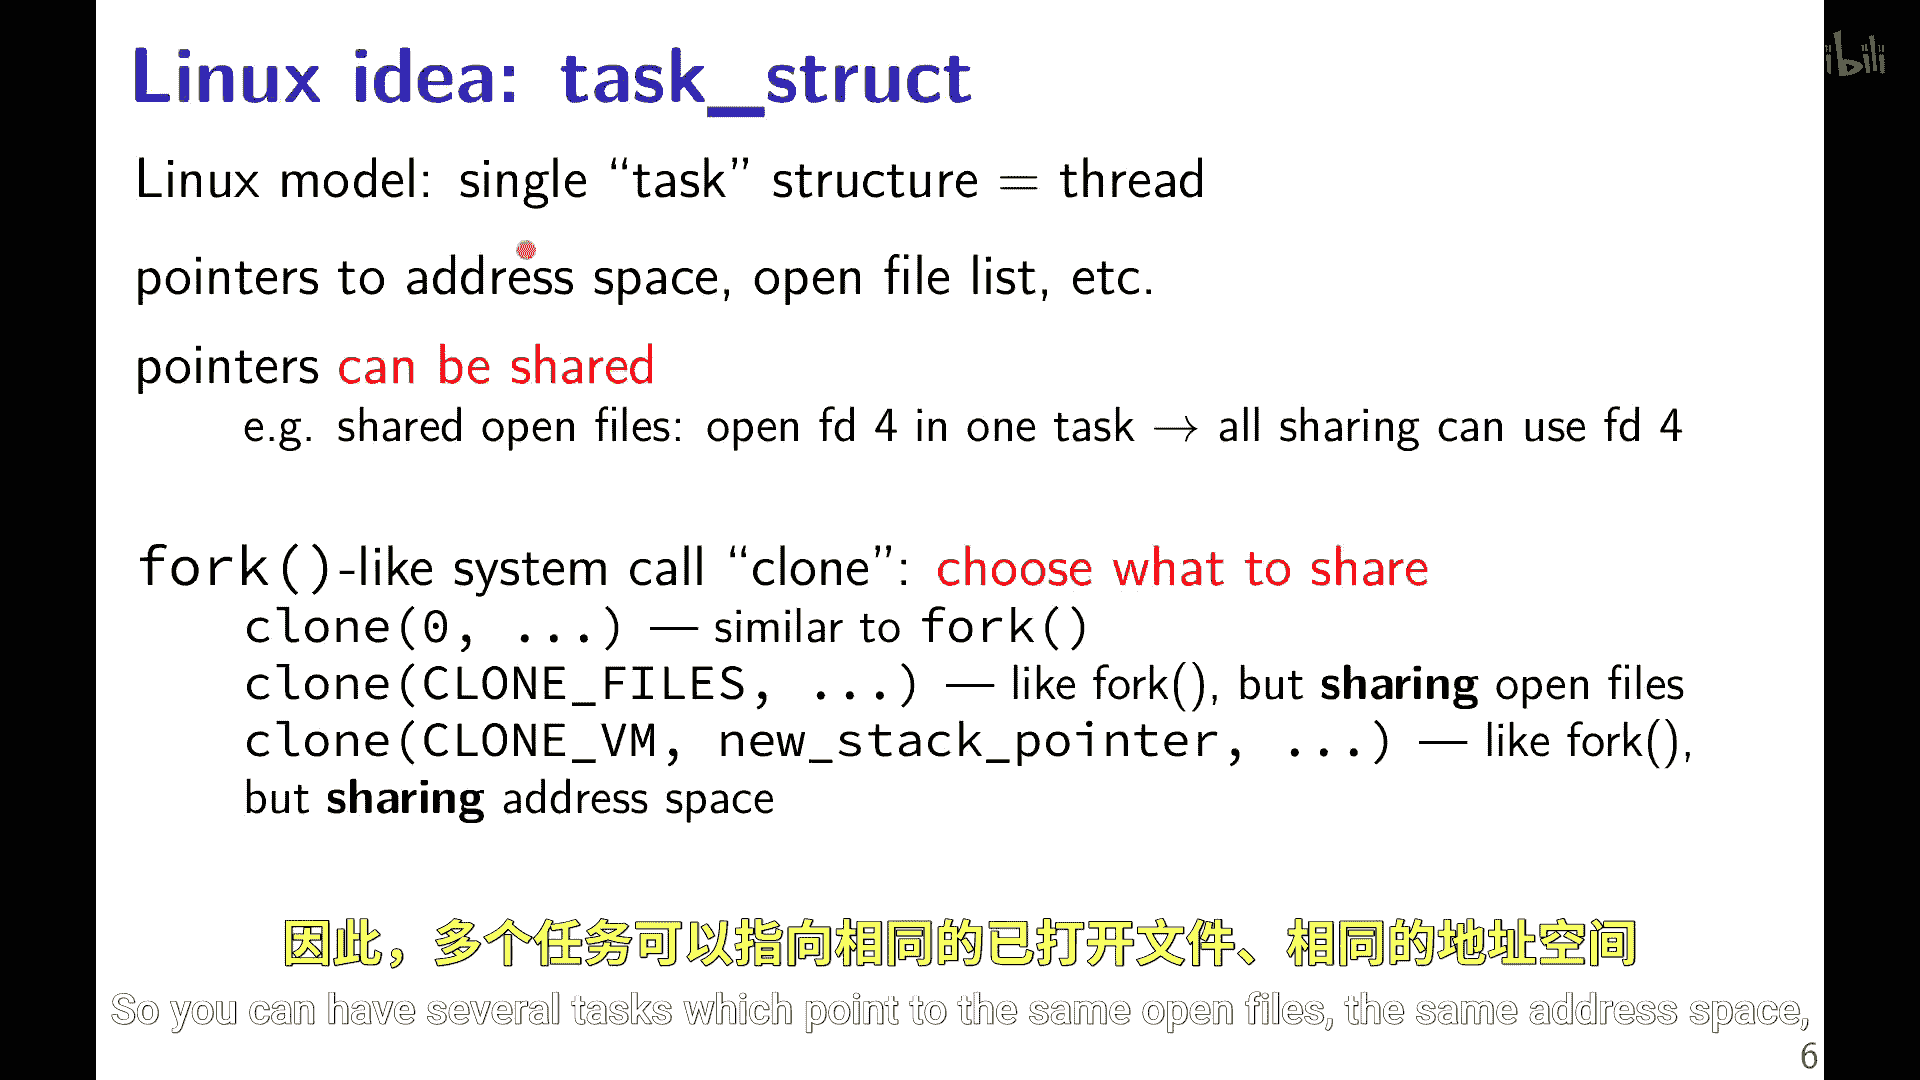 Linux idea: task_struct
Linux model: single “task” structure = thread
pointers to address space, open file list, etc.
pointers can be shared
e.g. shared open files: open fd 4 in one task → all sharing can use fd 4
fork()-like system call “clone”: choose what to share
clone(0, ...) — similar to fork()
clone(CLONE_FILES, ...) — like fork(), but sharing open files
clone(CLONE_VM, new_stack_pointer, ...) — like fork(),
but sharing address space
因此，多个任务可以指向相同的已打开文件、相同的地址空间
So you can have several tasks which point to the same open files, the same address space,
6